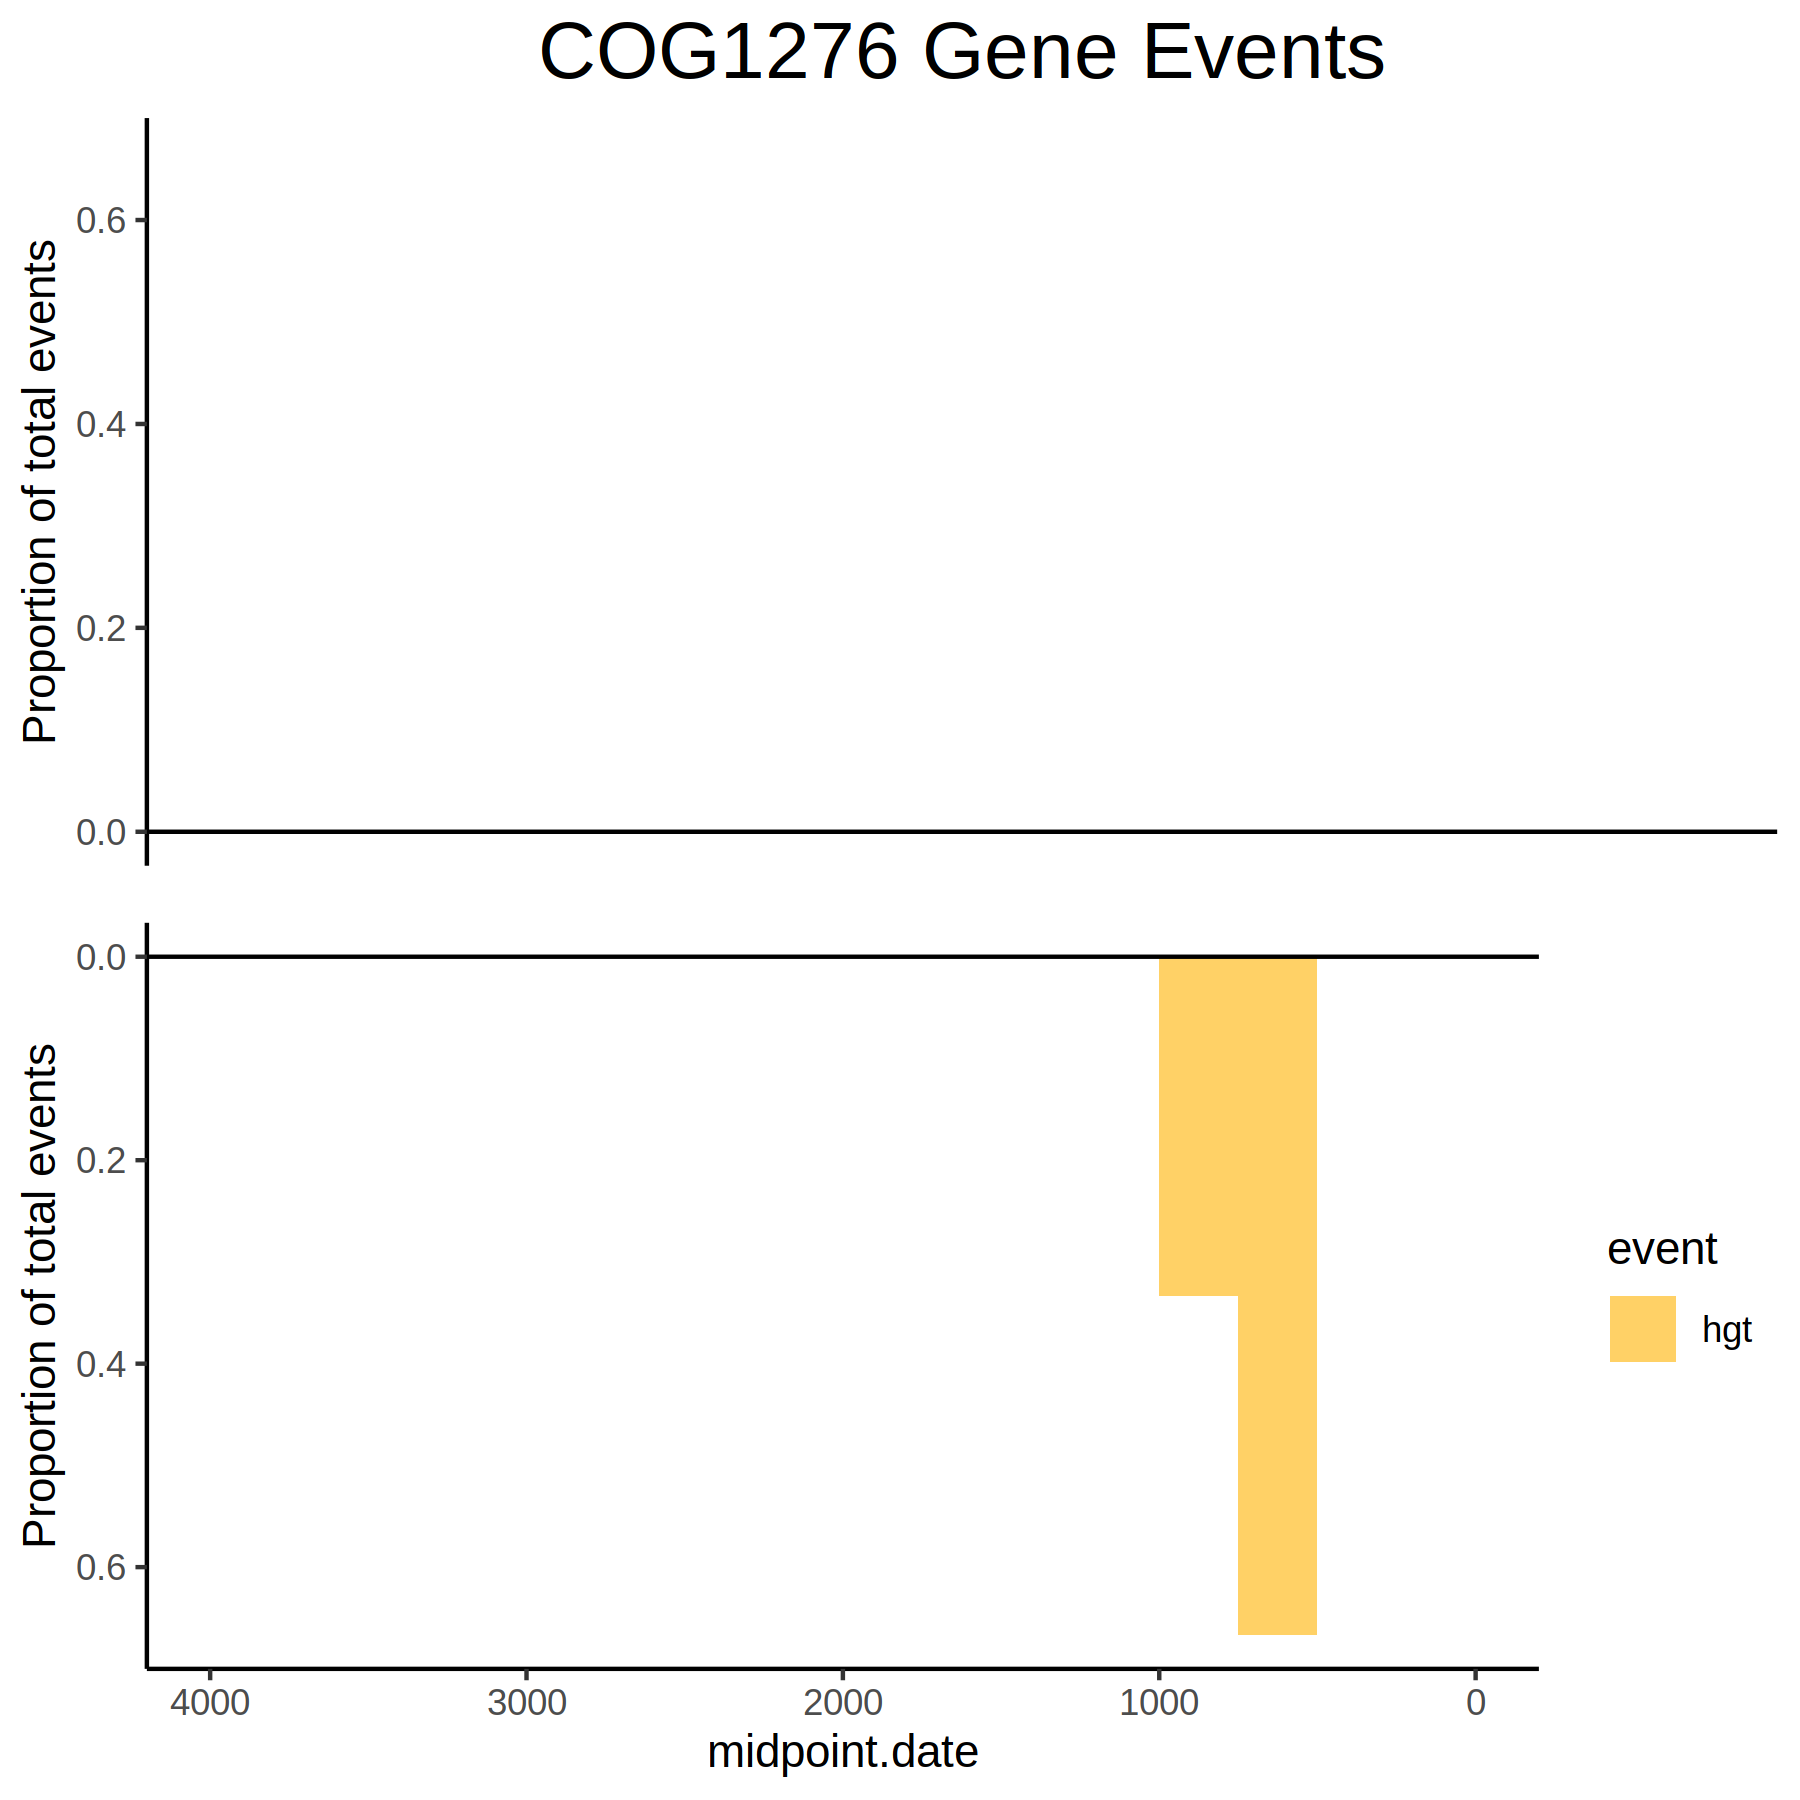 COG1276 Gene Events
Proportion of total events
0.6
0.4
0.2
0.0
Proportion of total events
0.0
0.2
0.4
0.6
4000 3000 2000 1000 0
midpoint.date
event
hgt